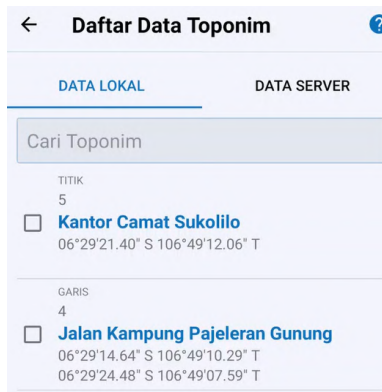 ← Daftar Data Toponim ?
DATA LOKAL DATA SERVER
Cari Toponim
TITIK
5
Kantor Camat Sukolilo
06°29'21.40" S 106°49'12.06" T
GARIS
4
Jalan Kampung Pajeleran Gunung
06°29'14.64" S 106°49'10.29" T
06°29'24.48" S 106°49'07.59" T